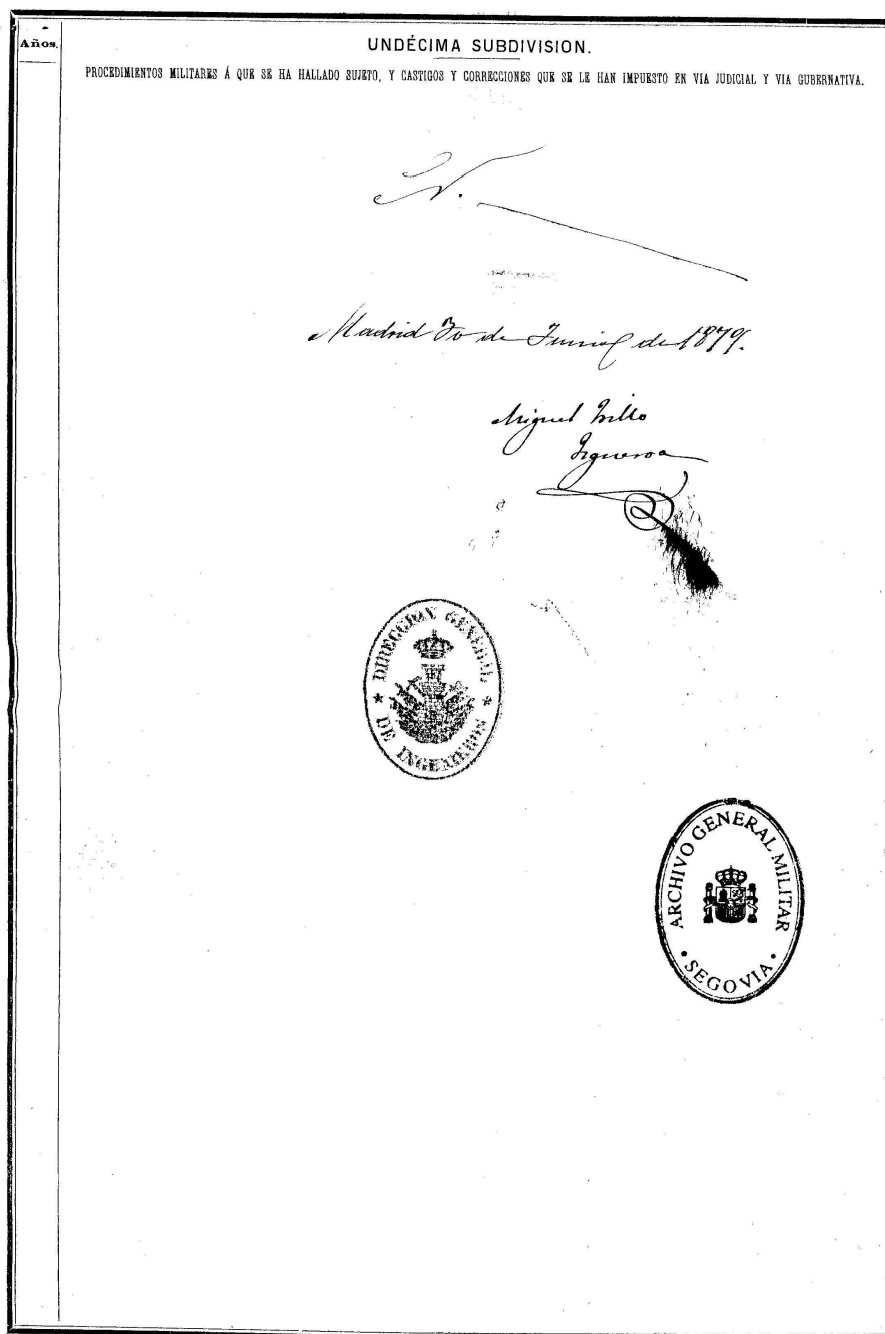 Años.
UNDÉCIMA SUBDIVISION.
PROCEDIMIENTOS MILITARES Á QUE SE HA HALLADO SUJETO, Y CASTIGOS Y CORRECCIONES QUE SE LE HAN IMPUESTO EN VIA JUDICIAL Y VIA GUBERNATIVA.
N.
Madrid 30 de Junio de 1879.
Miguel Trillo
Figueroa
DIRECCION GENERAL
DE INGENIEROS
ARCHIVO GENERAL MILITAR
SEGOVIA